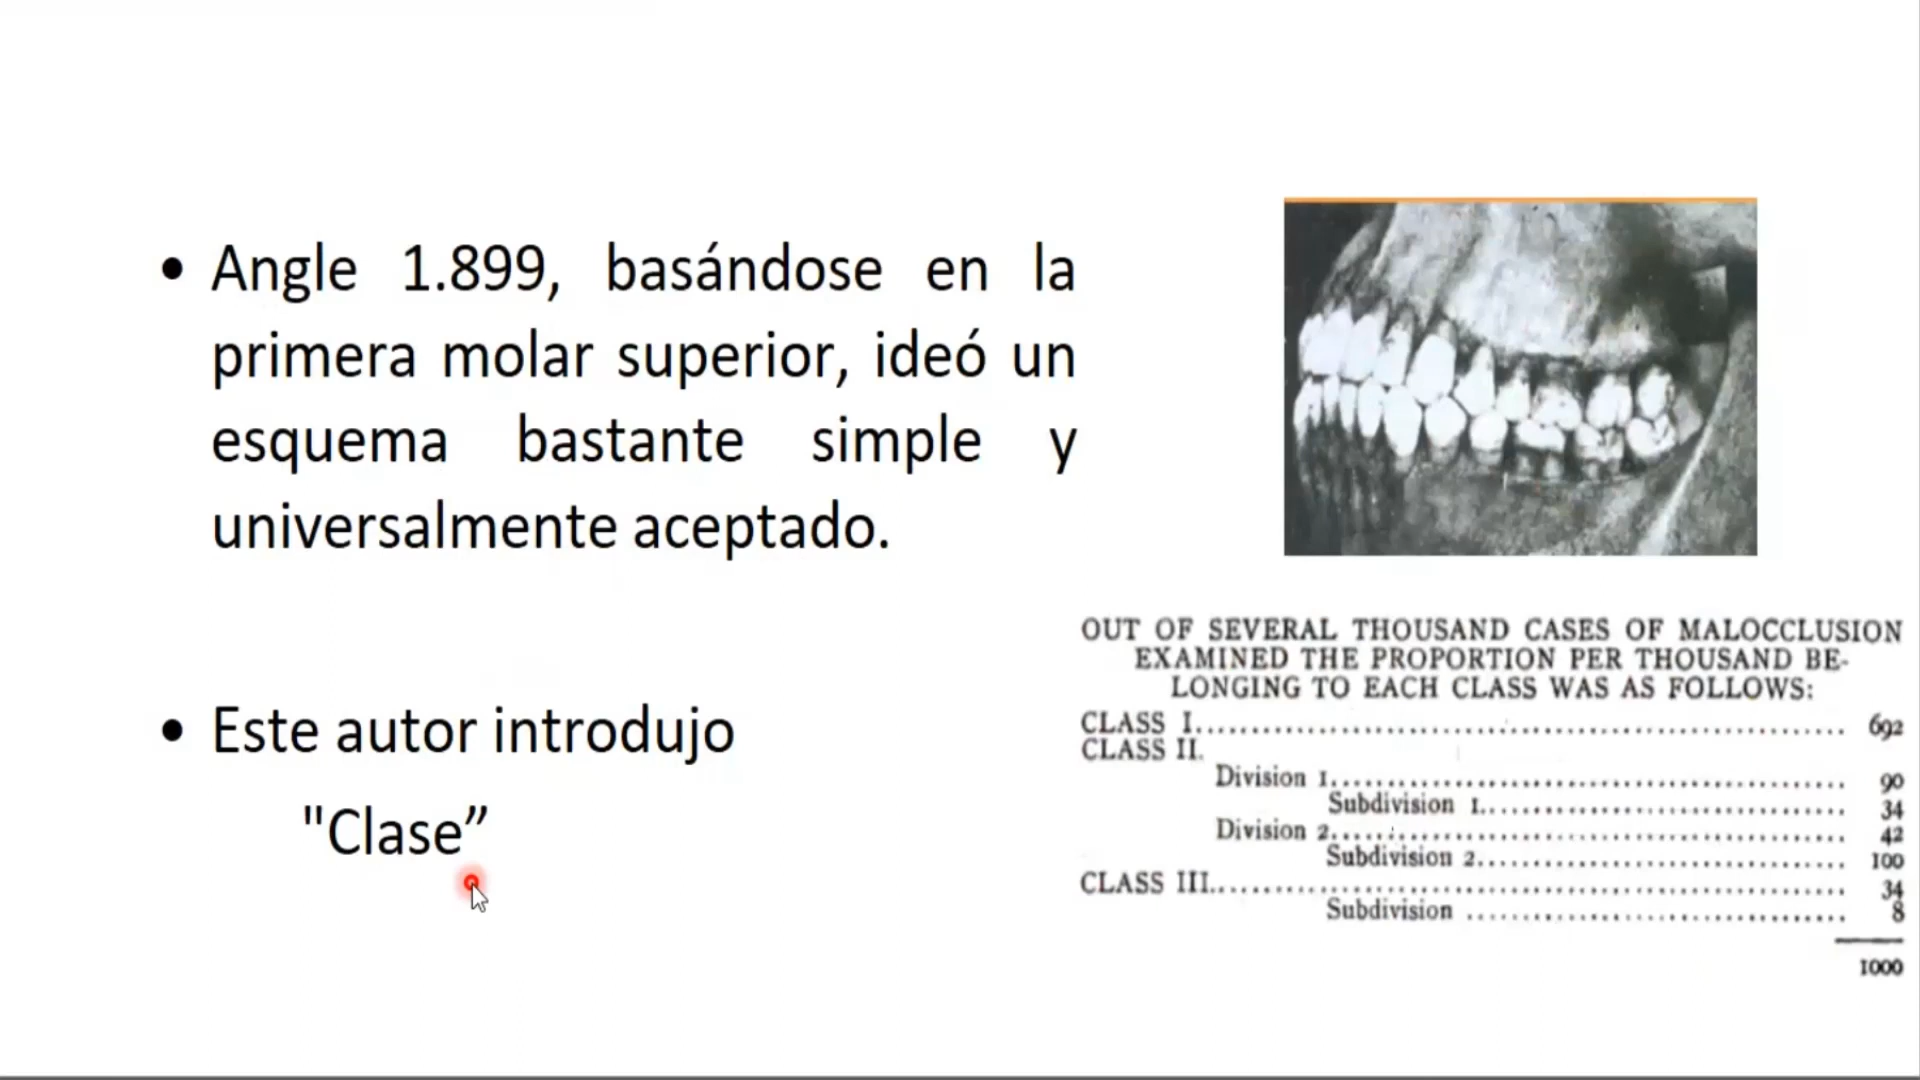 • Angle 1.899, basándose en la
primera molar superior, ideó un
esquema bastante simple y
universalmente aceptado.
• Este autor introdujo
"Clase”
OUT OF SEVERAL THOUSAND CASES OF MALOCCLUSION
EXAMINED THE PROPORTION PER THOUSAND BE-
LONGING TO EACH CLASS WAS AS FOLLOWS:
CLASS I. 692
CLASS II.
Division 1. 90
Subdivision 1. 34
Division 2. 42
Subdivision 2. 100
CLASS III. 34
Subdivision 8
1000